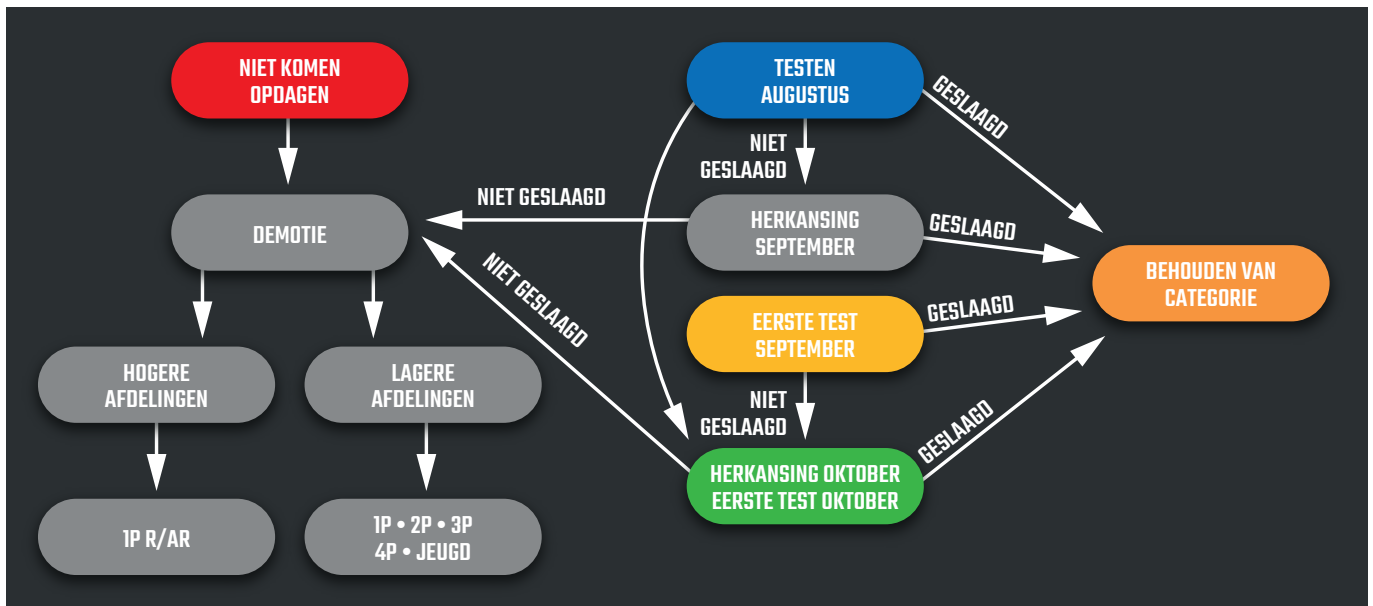 NIET KOMEN
OPDAGEN
TESTEN
AUGUSTUS
GESLAAGD
NIET
GESLAAGD
NIET GESLAAGD
DEMOTIE
HERKANSING
SEPTEMBER
GESLAAGD
BEHOUDEN VAN
CATEGORIE
NIET GESLAAGD
EERSTE TEST
SEPTEMBER
GESLAAGD
HOGERE
AFDELINGEN
LAGERE
AFDELINGEN
NIET
GESLAAGD
GESLAAGD
HERKANSING OKTOBER
EERSTE TEST OKTOBER
1P R/AR
1P • 2P • 3P
4P • JEUGD